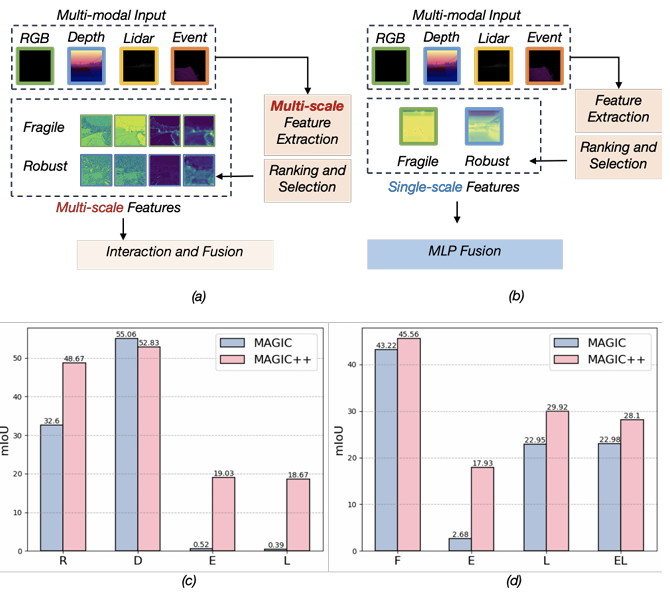 Multi-modal Input
RGB Depth Lidar Event
Fragile
Robust
Multi-scale Features
Multi-scale
Feature
Extraction
Ranking and
Selection
Interaction and Fusion
(a)
Multi-modal Input
RGB Depth Lidar Event
Feature
Extraction
Ranking and
Selection
Fragile Robust
Single-scale Features
MLP Fusion
(b)
mIoU
50
40
30
20
10
0
32.6
48.67
55.06
52.83
0.52
19.03
0.39
18.67
MAGIC
MAGIC++
R D E L
(c)
mIoU
40
30
20
10
0
43.22
45.56
2.68
17.93
22.95
29.92
22.98
28.1
MAGIC
MAGIC++
F E L EL
(d)